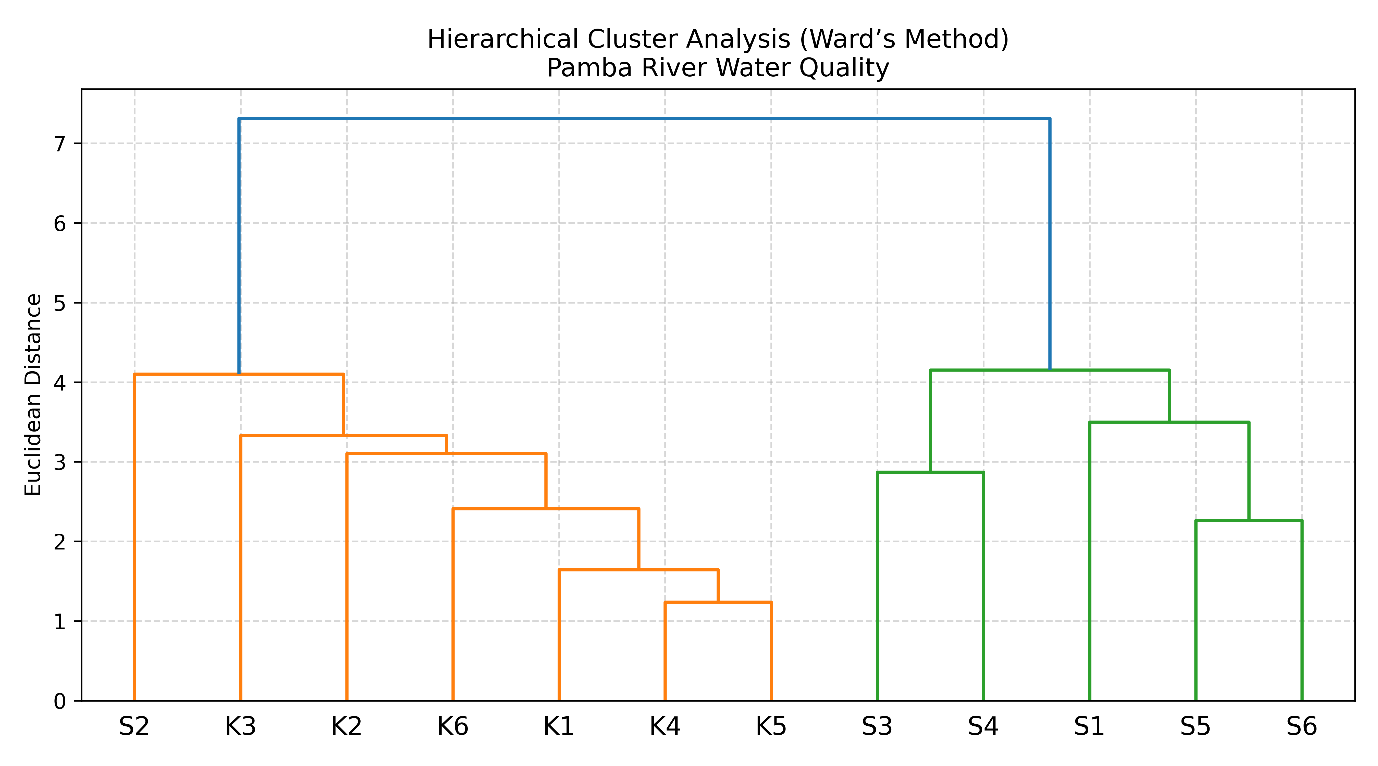 Hierarchical Cluster Analysis (Ward’s Method)
Pamba River Water Quality
Euclidean Distance
7
6
5
4
3
2
1
0
S2 K3 K2 K6 K1 K4 K5 S3 S4 S1 S5 S6